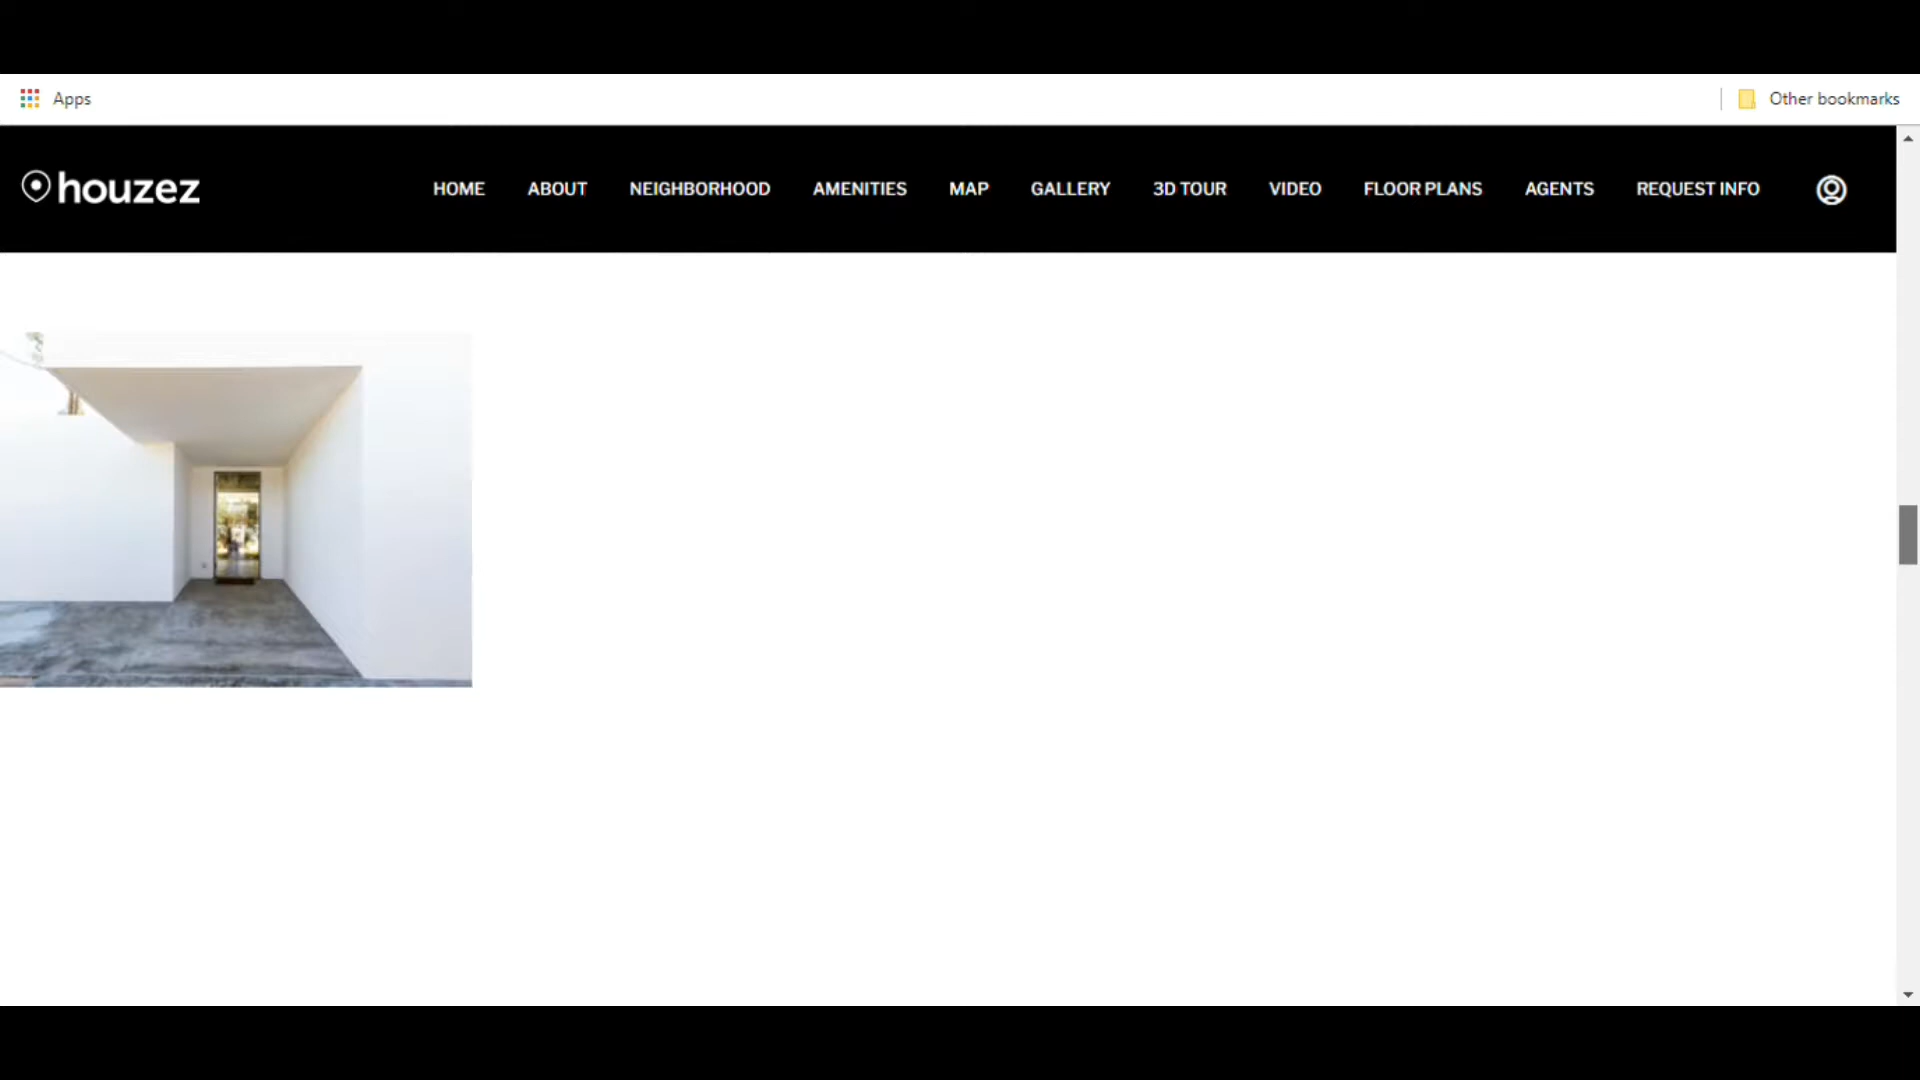 Apps
Other bookmarks
houzez
HOME ABOUT NEIGHBORHOOD AMENITIES MAP GALLERY 3D TOUR VIDEO FLOOR PLANS AGENTS REQUEST INFO